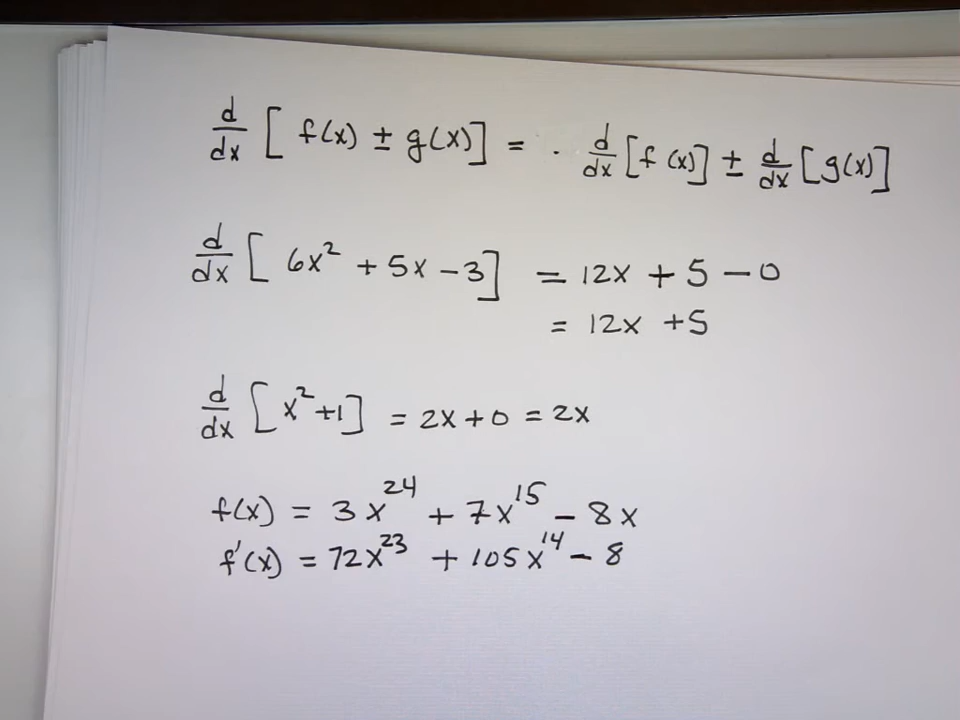 d/dx [ f(x) ± g(x)] = . d/dx [f(x)] ± d/dx [g(x)]
d/dx [ 6x² + 5x - 3] = 12x + 5 - 0
= 12x + 5
d/dx [ x² + 1] = 2x + 0 = 2x
f(x) = 3x²⁴ + 7x¹⁵ - 8x
f'(x) = 72x²³ + 105x¹⁴ - 8